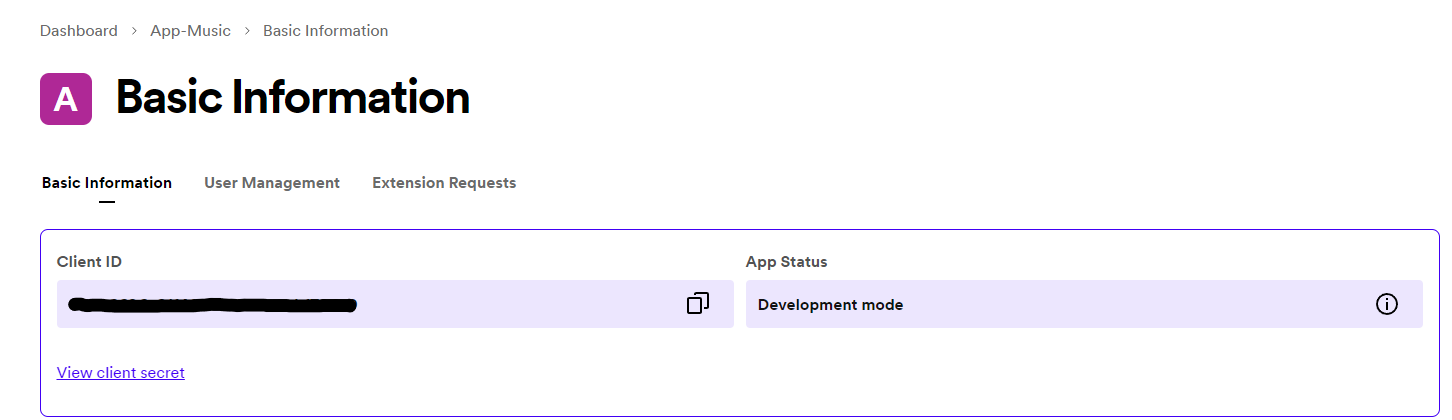 Dashboard > App-Music > Basic Information
A Basic Information
Basic Information User Management Extension Requests
Client ID App Status
Development mode
View client secret